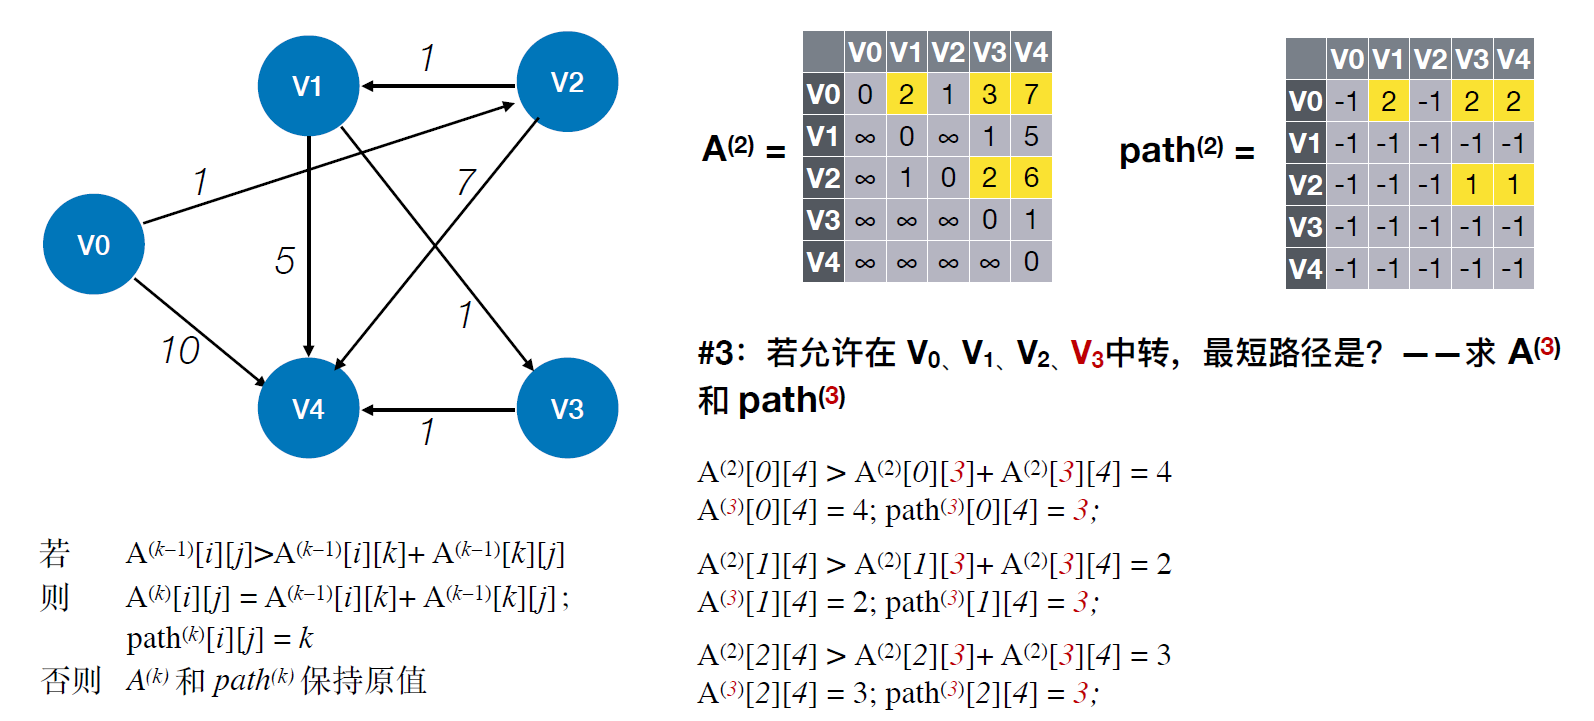 V1
V2
V0
V4
V3
1
1
7
5
1
10
1
A(2) =
V0 V1 V2 V3 V4
V0 0 2 1 3 7
V1 ∞ 0 ∞ 1 5
V2 ∞ 1 0 2 6
V3 ∞ ∞ ∞ 0 1
V4 ∞ ∞ ∞ ∞ 0
path(2) =
V0 V1 V2 V3 V4
V0 -1 2 -1 2 2
V1 -1 -1 -1 -1 -1
V2 -1 -1 -1 1 1
V3 -1 -1 -1 -1 -1
V4 -1 -1 -1 -1 -1
#3：若允许在 V0、V1、V2、V3中转，最短路径是？——求 A(3)
和 path(3)
A(2)[0][4] > A(2)[0][3]+ A(2)[3][4] = 4
A(3)[0][4] = 4; path(3)[0][4] = 3;
A(2)[1][4] > A(2)[1][3]+ A(2)[3][4] = 2
A(3)[1][4] = 2; path(3)[1][4] = 3;
A(2)[2][4] > A(2)[2][3]+ A(2)[3][4] = 3
A(3)[2][4] = 3; path(3)[2][4] = 3;
若 A(k–1)[i][j]>A(k–1)[i][k]+ A(k–1)[k][j]
则 A(k)[i][j] = A(k–1)[i][k]+ A(k–1)[k][j] ;
path(k)[i][j] = k
否则 A(k) 和 path(k) 保持原值